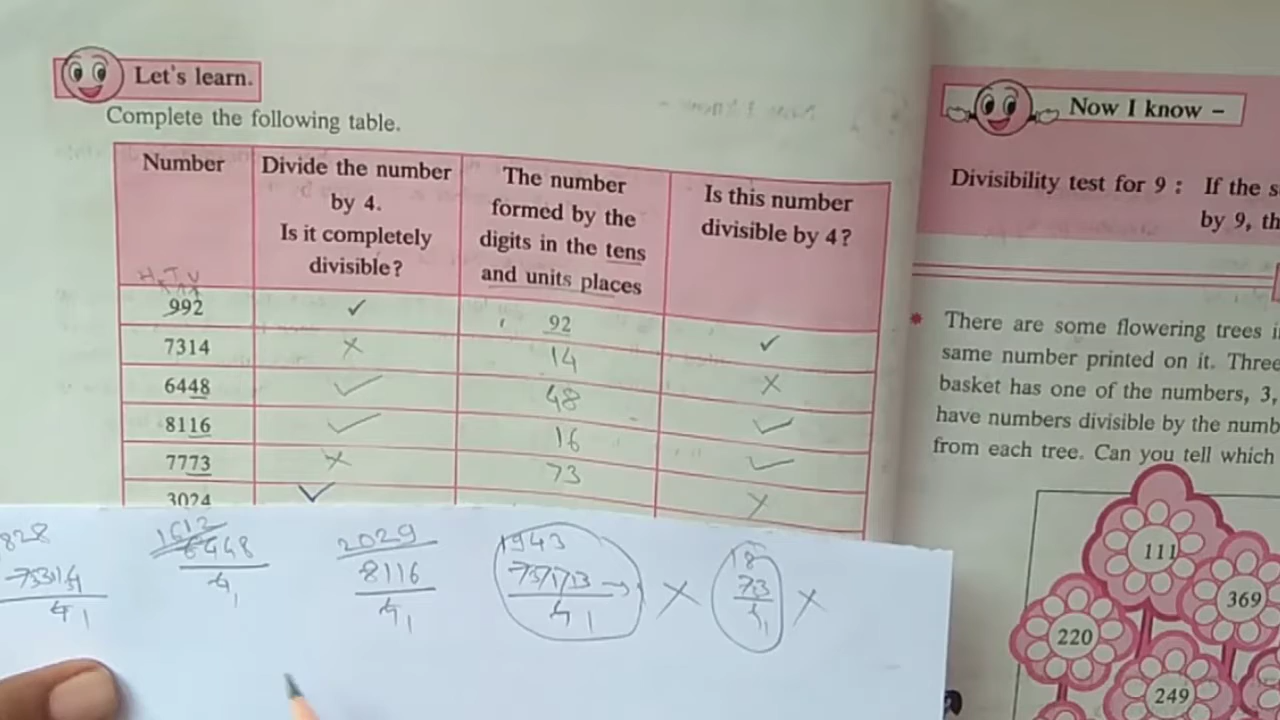 Let's learn.
Complete the following table.
Number
Divide the number
by 4.
Is it completely
divisible?
The number
formed by the
digits in the tens
and units places
Is this number
divisible by 4?
H T U
992 ✓ 92 ✓
7314 × 14 ×
6448 ✓ 48 ✓
8116 ✓ 16 ✓
7773 × 73 ×
3024 ✓
828
1612
6448
4 1
2029
8116
4 1
1943
4 1
×
18
73
4 1
×
Now I know –
Divisibility test for 9 : If the s
by 9, th
* There are some flowering trees i
same number printed on it. Three
basket has one of the numbers, 3,
have numbers divisible by the numb
from each tree. Can you tell which
111
369
220
249